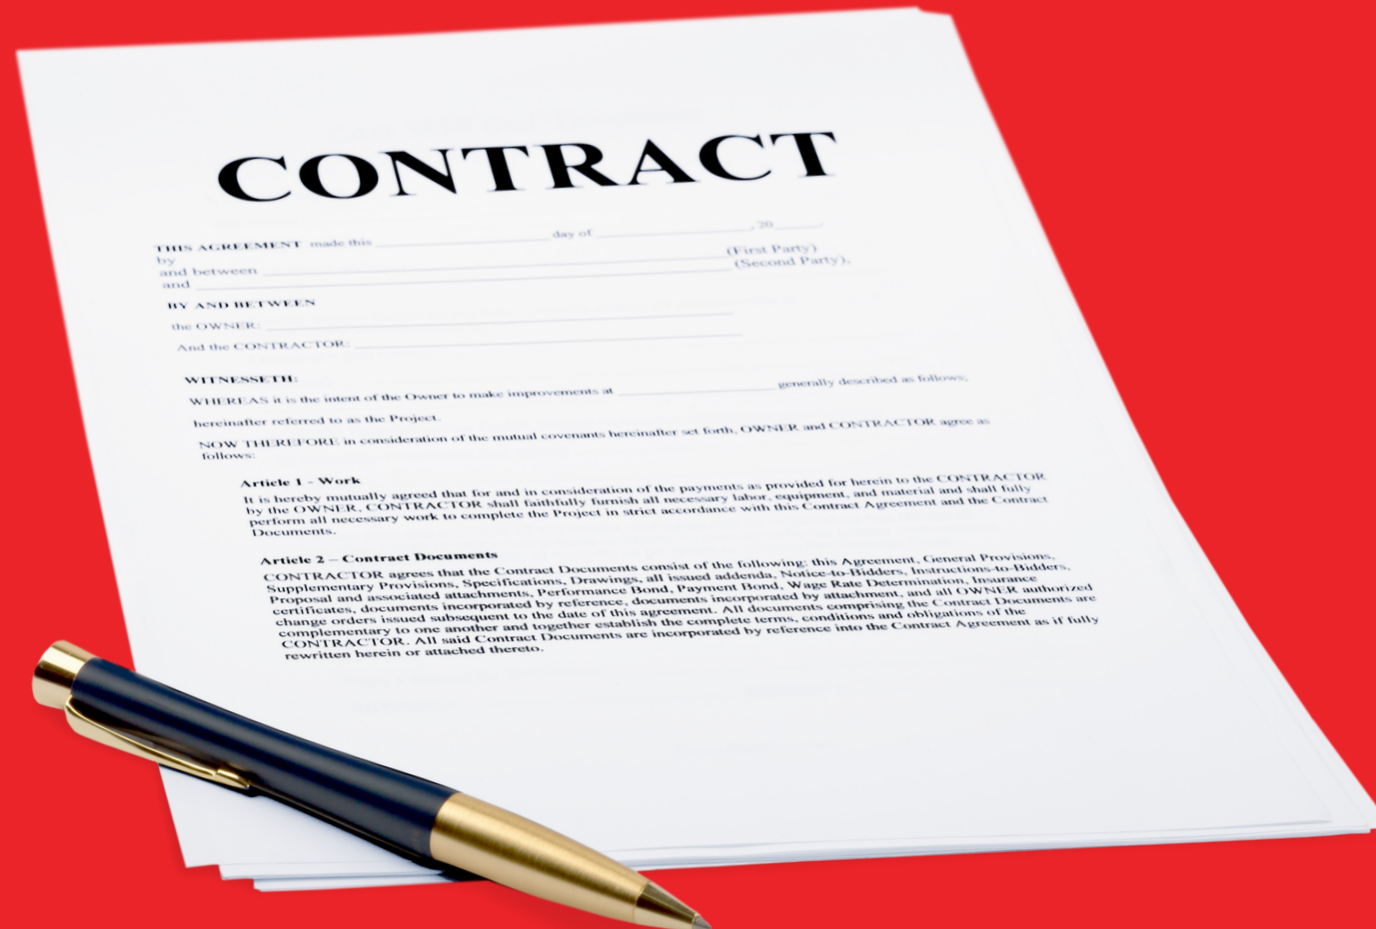 CONTRACT
THIS AGREEMENT made this ____________ day of ____________, 20_____,
by
and between ____________ (First Party)
and ____________ (Second Party),
BY AND BETWEEN
the OWNER: ____________
And the CONTRACTOR: ____________
WITNESSETH:
WHEREAS it is the intent of the Owner to make improvements at ____________ generally described as follows;
hereinafter referred to as the Project.
NOW THEREFORE in consideration of the mutual covenants hereinafter set forth, OWNER and CONTRACTOR agree as
follows:
Article 1 - Work
It is hereby mutually agreed that for and in consideration of the payments as provided for herein to the CONTRACTOR
by the OWNER, CONTRACTOR shall faithfully furnish all necessary labor, equipment, and material and shall fully
perform all necessary work to complete the Project in strict accordance with this Contract Agreement and the Contract
Documents.
Article 2 – Contract Documents
CONTRACTOR agrees that the Contract Documents consist of the following: this Agreement, General Provisions,
Supplementary Provisions, Specifications, Drawings, all issued addenda, Notice-to-Bidders, Instructions-to-Bidders,
Proposal and associated attachments, Performance Bond, Payment Bond, Wage Rate Determination, Insurance
certificates, documents incorporated by reference, documents incorporated by attachment, and all OWNER authorized
change orders issued subsequent to the date of this agreement. All documents comprising the Contract Documents are
complementary to one another and together establish the complete terms, conditions and obligations of the
CONTRACTOR. All said Contract Documents are incorporated by reference into the Contract Agreement as if fully
rewritten herein or attached thereto.